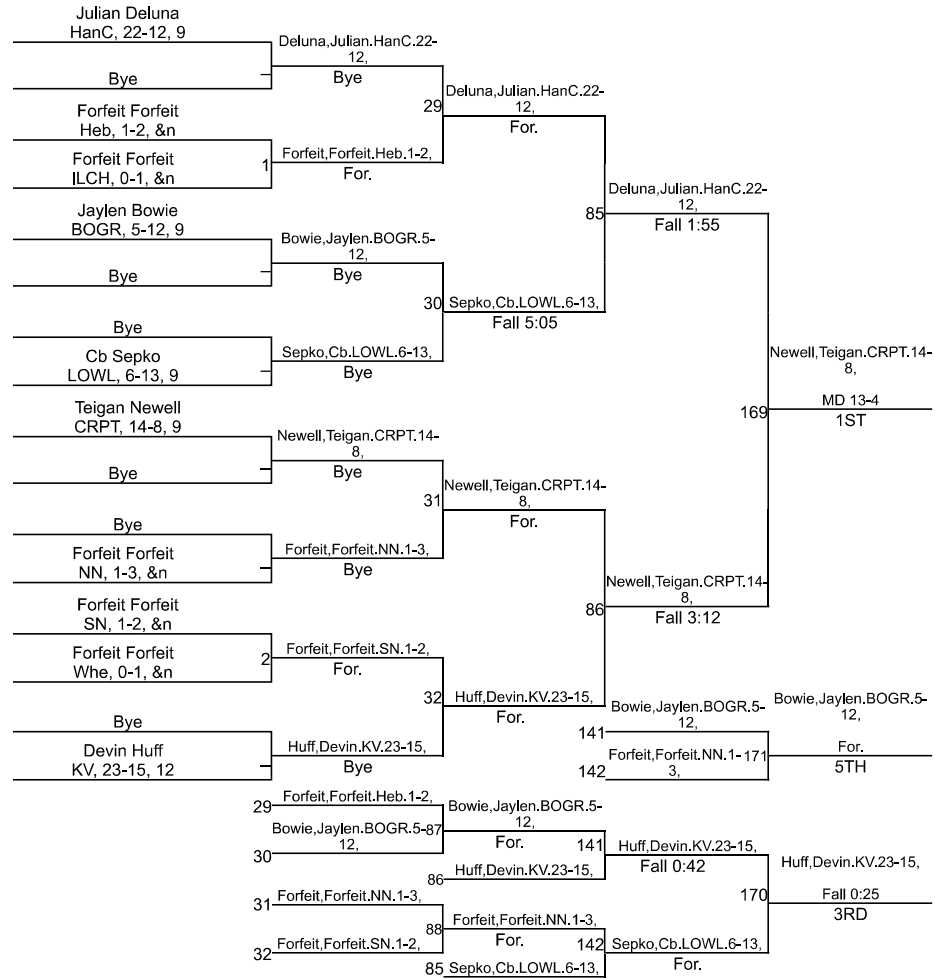 Julian Deluna
HanC, 22-12, 9
Bye
Forfeit Forfeit
Heb, 1-2, &n
Forfeit Forfeit
ILCH, 0-1, &n
Jaylen Bowie
BOGR, 5-12, 9
Bye
Bye
Cb Sepko
LOWL, 6-13, 9
Teigan Newell
CRPT, 14-8, 9
Bye
Bye
Forfeit Forfeit
NN, 1-3, &n
Forfeit Forfeit
SN, 1-2, &n
Forfeit Forfeit
Whe, 0-1, &n
Bye
Devin Huff
KV, 23-15, 12
Deluna,Julian.HanC.22-
12,
Bye
1
Forfeit,Forfeit.Heb.1-2,
For.
Bowie,Jaylen.BOGR.5-
12,
Bye
Sepko,Cb.LOWL.6-13,
Bye
Newell,Teigan.CRPT.14-
8,
Bye
Forfeit,Forfeit.NN.1-3,
Bye
2
Forfeit,Forfeit.SN.1-2,
For.
Huff,Devin.KV.23-15,
Bye
29
Deluna,Julian.HanC.22-
12,
For.
30
Sepko,Cb.LOWL.6-13,
Fall 5:05
31
Newell,Teigan.CRPT.14-
8,
For.
32
Huff,Devin.KV.23-15,
For.
85
Deluna,Julian.HanC.22-
12,
Fall 1:55
86
Newell,Teigan.CRPT.14-
8,
Fall 3:12
169
Newell,Teigan.CRPT.14-
8,
MD 13-4
1ST
141
Bowie,Jaylen.BOGR.5-
12,
142
Forfeit,Forfeit.NN.1-
3,
171
Bowie,Jaylen.BOGR.5-
12,
For.
5TH
29
Forfeit,Forfeit.Heb.1-2,
30
Bowie,Jaylen.BOGR.5-
12,
31
Forfeit,Forfeit.NN.1-3,
32
Forfeit,Forfeit.SN.1-2,
87
Bowie,Jaylen.BOGR.5-
12,
For.
86
Huff,Devin.KV.23-15,
88
Forfeit,Forfeit.NN.1-3,
For.
85
Sepko,Cb.LOWL.6-13,
141
Huff,Devin.KV.23-15,
Fall 0:42
142
Sepko,Cb.LOWL.6-13,
For.
170
Huff,Devin.KV.23-15,
Fall 0:25
3RD